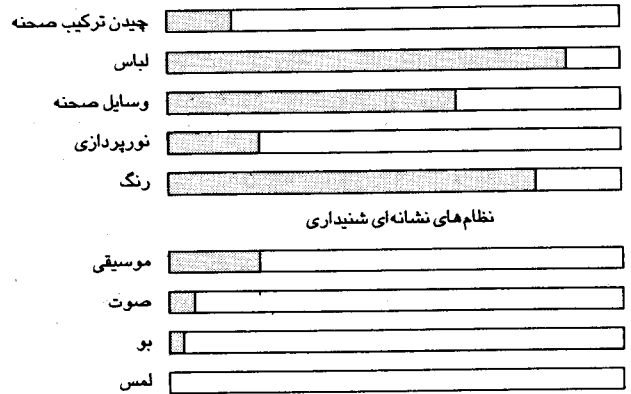 چیدن ترکیب صحنه
لباس
وسایل صحنه
نورپردازی
رنگ
نظام‌های نشانه‌ای شنیداری
موسیقی
صوت
بو
لمس